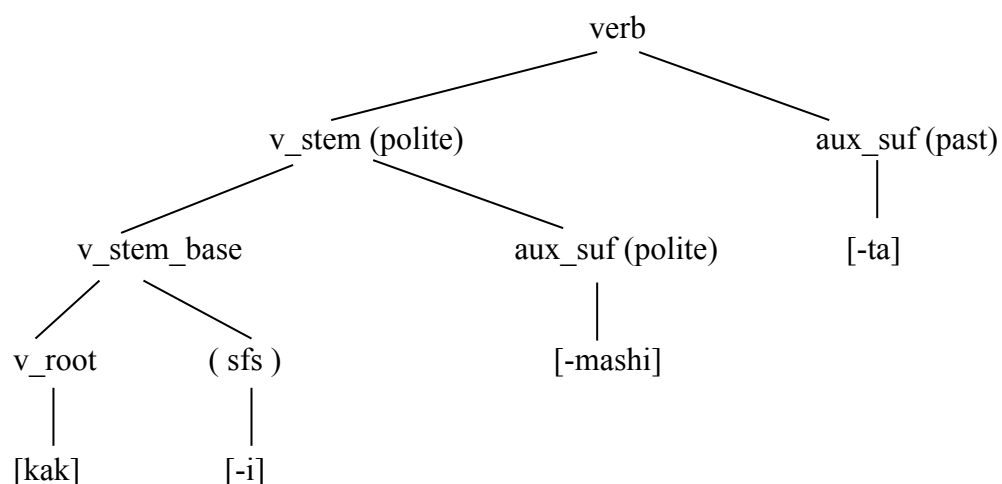 verb
v_stem (polite) aux_suf (past)
v_stem_base aux_suf (polite) [-ta]
v_root ( sfs ) [-mashi]
[kak] [-i]